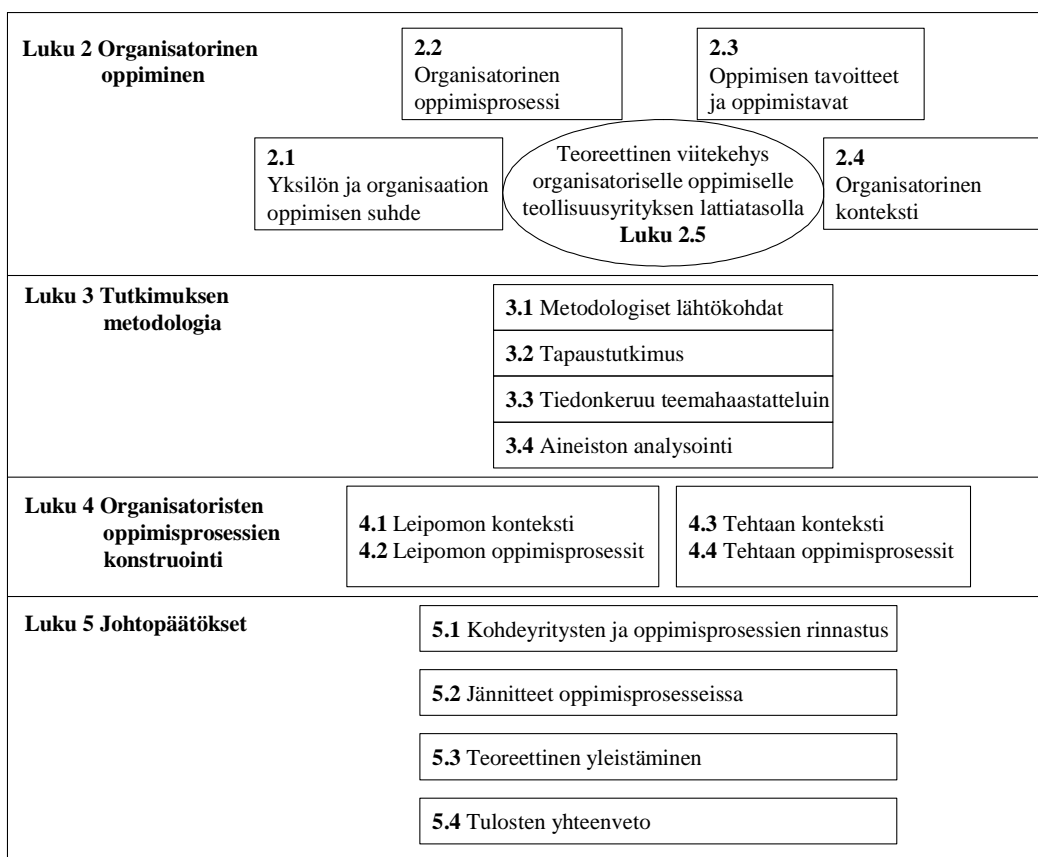 Luku 2 Organisatorinen
oppiminen
2.2
Organisatorinen
oppimisprosessi
2.3
Oppimisen tavoitteet
ja oppimistavat
2.1
Yksilön ja organisaation
oppimisen suhde
Teoreettinen viitekehys
organisatoriselle oppimiselle
teollisuusyrityksen lattiatasolla
Luku 2.5
2.4
Organisatorinen
konteksti
Luku 3 Tutkimuksen
metodologia
3.1 Metodologiset lähtökohdat
3.2 Tapaustutkimus
3.3 Tiedonkeruu teemahaastatteluin
3.4 Aineiston analysointi
Luku 4 Organisatoristen
oppimisprosessien
konstruointi
4.1 Leipomon konteksti
4.2 Leipomon oppimisprosessit
4.3 Tehtaan konteksti
4.4 Tehtaan oppimisprosessit
Luku 5 Johtopäätökset
5.1 Kohdeyritysten ja oppimisprosessien rinnastus
5.2 Jännitteet oppimisprosesseissa
5.3 Teoreettinen yleistäminen
5.4 Tulosten yhteenveto